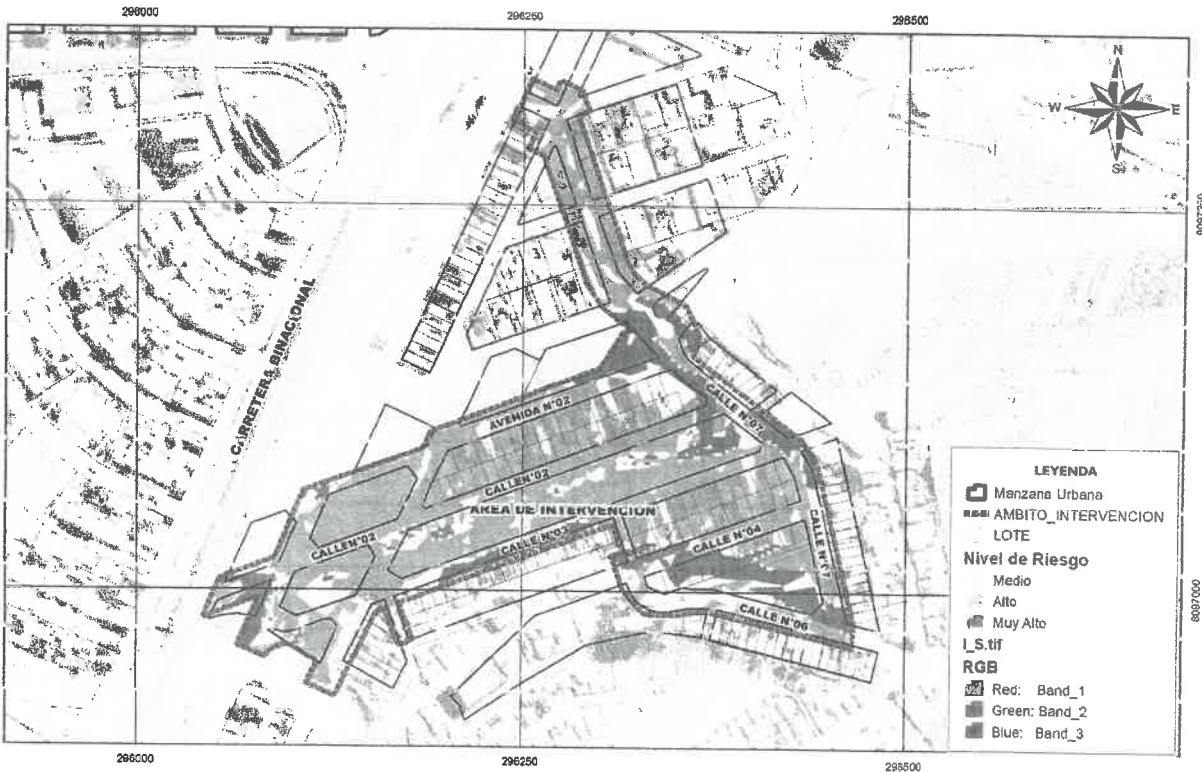 296000
296250
296500
N
W
E
S
CARRETERA BINACIONAL
AVENIDA N°02
CALLE N°02
AREA DE INTERVENCION
CALLE N°02
CALLE N°03
CALLE N°04
CALLE N°07
CALLE N°07
CALLE N°06
8097000
LEYENDA
Manzana Urbana
AMBITO_INTERVENCION
LOTE
Nivel de Riesgo
Medio
Alto
Muy Alto
I_S.tif
RGB
Red: Band_1
Green: Band_2
Blue: Band_3
296000
296250
296500